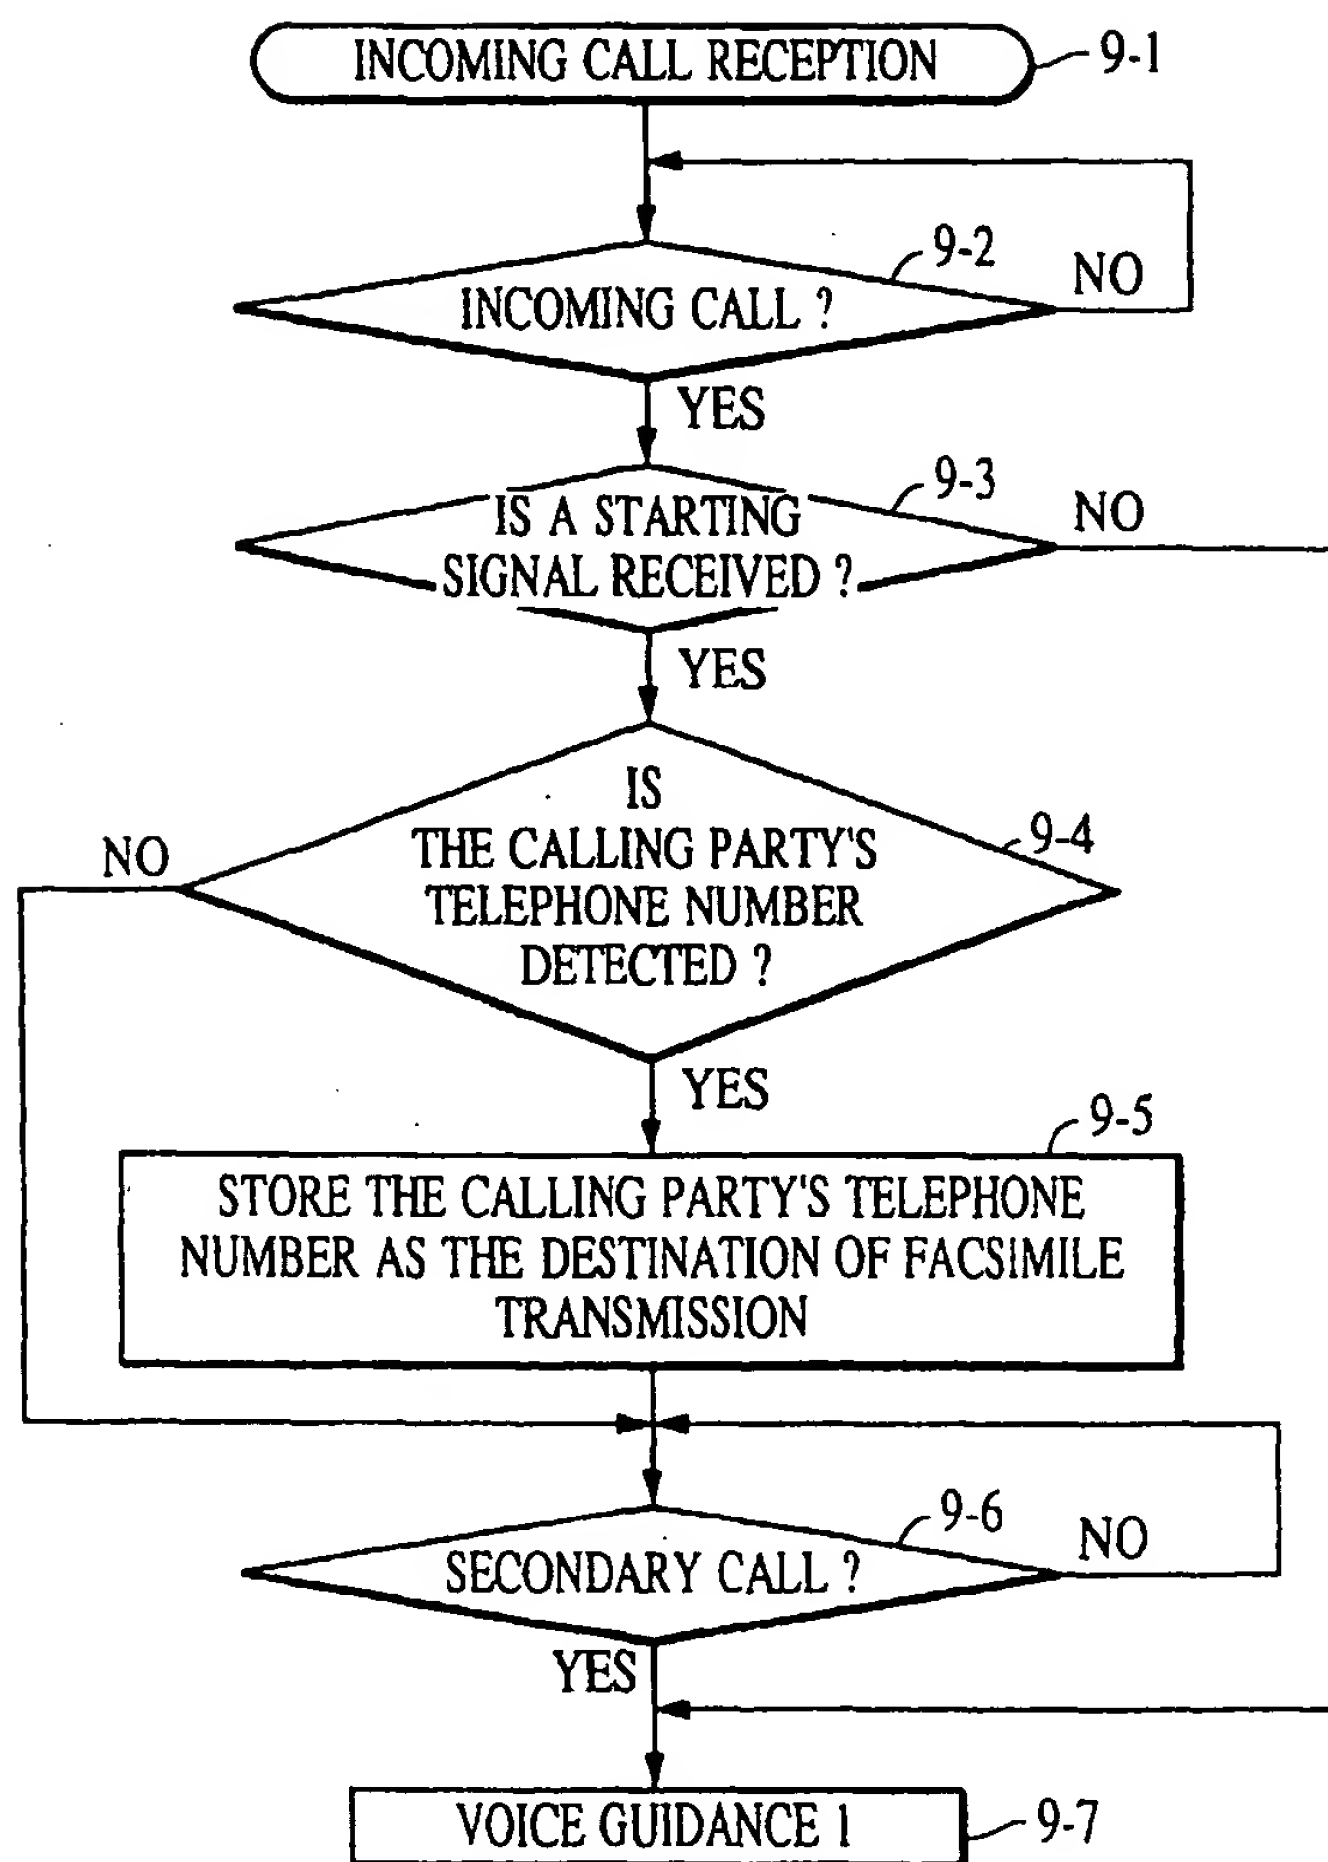 INCOMING CALL RECEPTION
9-1
9-2
NO
INCOMING CALL ?
YES
9-3
NO
IS A STARTING
SIGNAL RECEIVED ?
YES
IS
THE CALLING PARTY'S
TELEPHONE NUMBER
DETECTED ?
9-4
NO
YES
9-5
STORE THE CALLING PARTY'S TELEPHONE
NUMBER AS THE DESTINATION OF FACSIMILE
TRANSMISSION
9-6
NO
SECONDARY CALL ?
YES
VOICE GUIDANCE 1
9-7